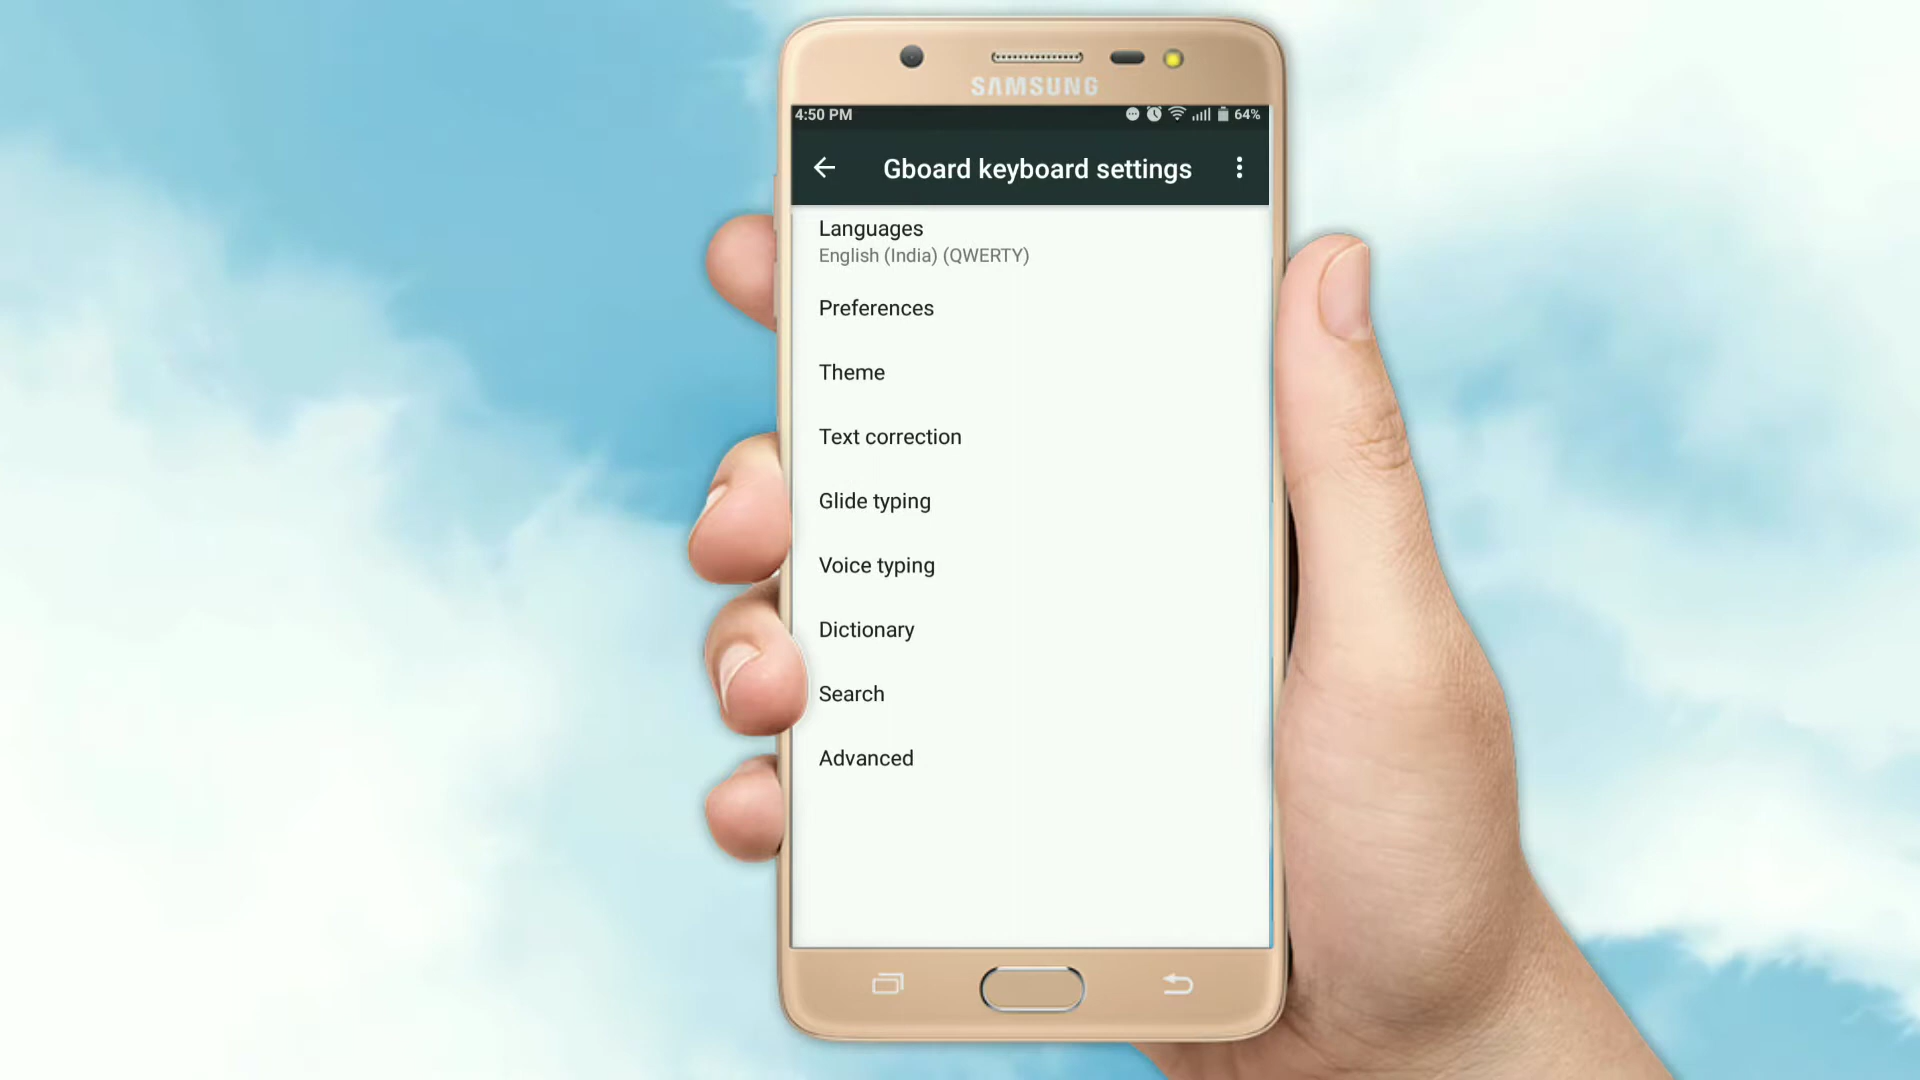 SAMSUNG
4:50 PM 64%
Gboard keyboard settings
Languages
English (India) (QWERTY)
Preferences
Theme
Text correction
Glide typing
Voice typing
Dictionary
Search
Advanced